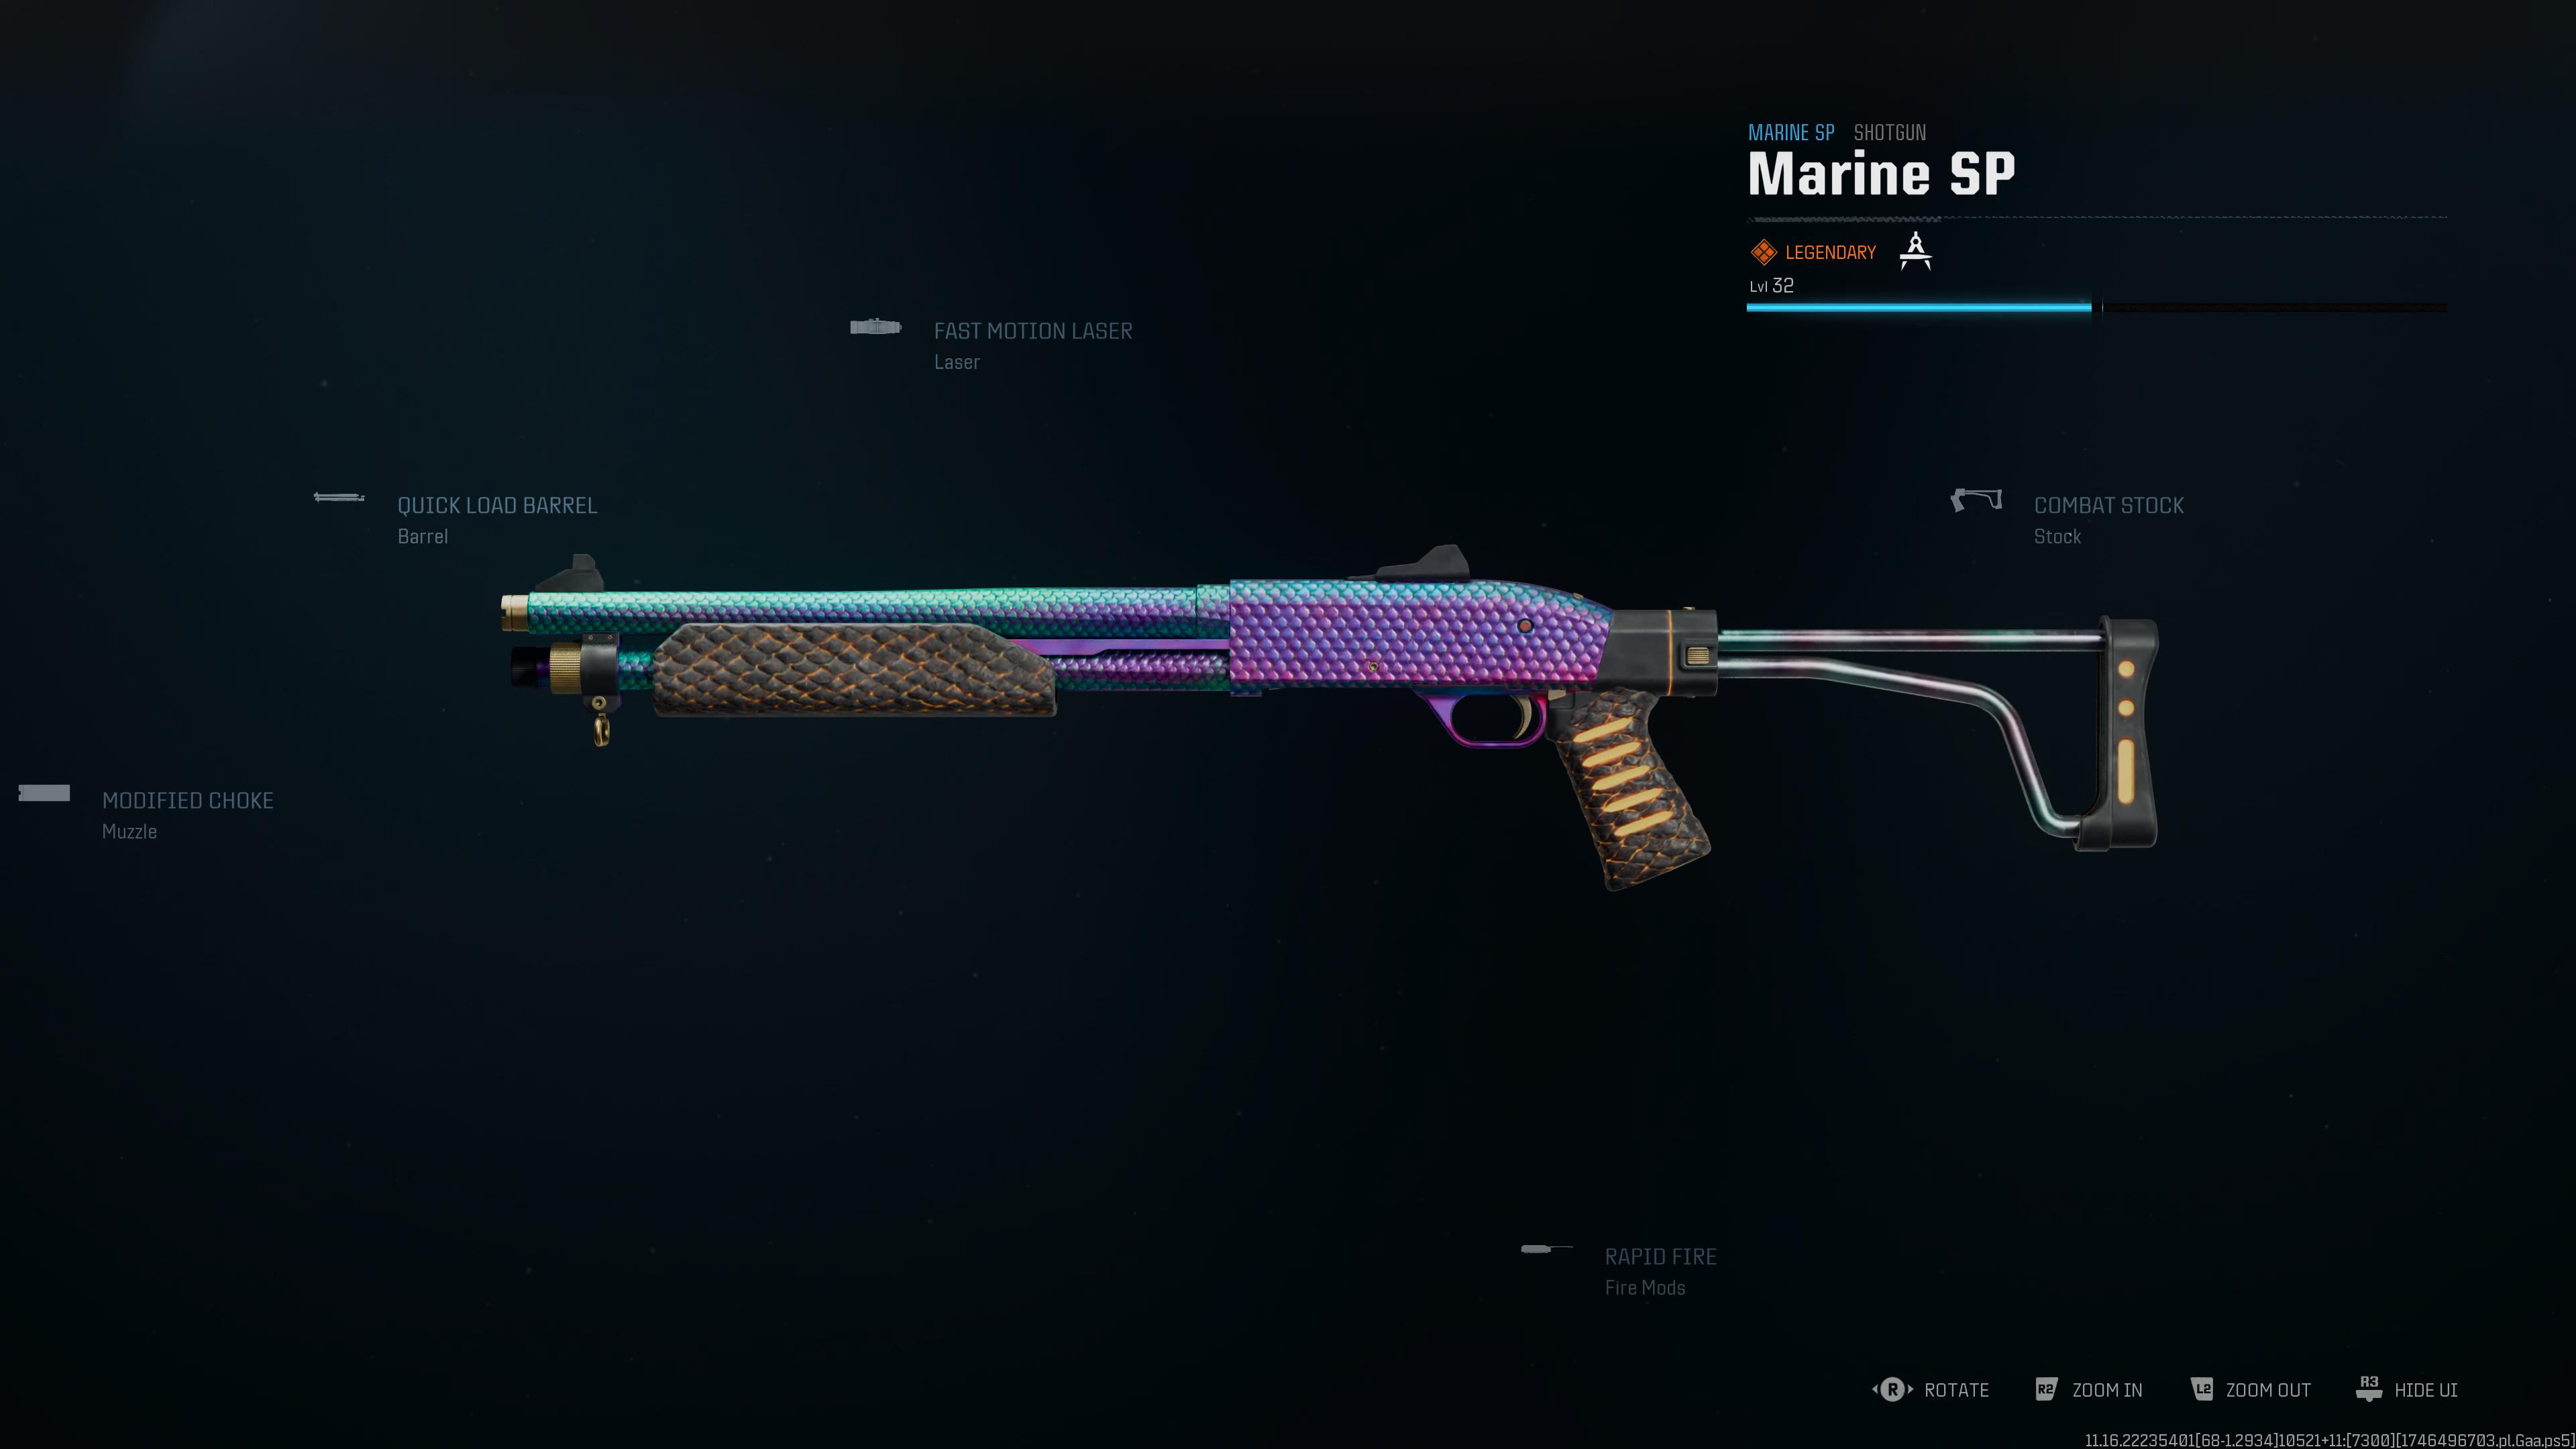 MARINE SP SHOTGUN
Marine SP
LEGENDARY
Lvl 32
FAST MOTION LASER
Laser
QUICK LOAD BARREL
Barrel
COMBAT STOCK
Stock
MODIFIED CHOKE
Muzzle
RAPID FIRE
Fire Mods
R ROTATE R2 ZOOM IN L2 ZOOM OUT R3 HIDE UI
11.16.22235401[68-1.2934]10521+11:[7300][1746496703.pl.Gaa.ps5]